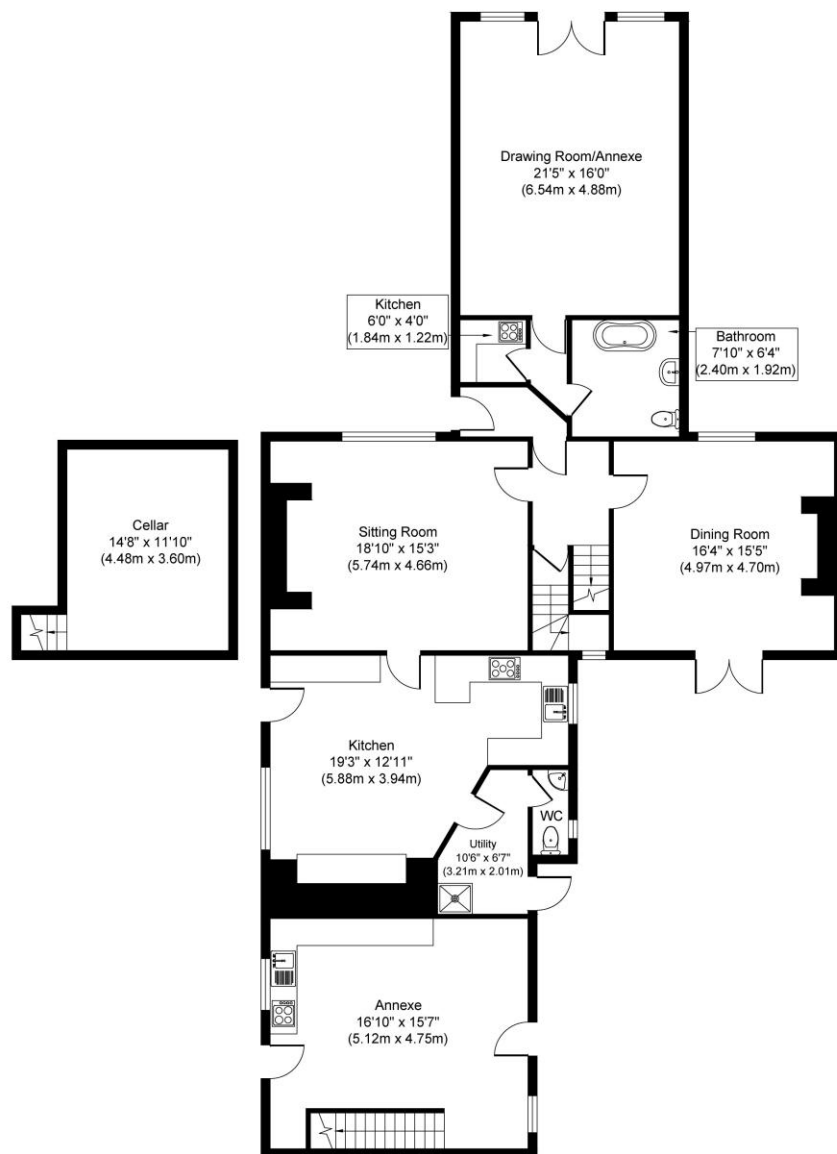 Drawing Room/Annexe
21'5" x 16'0"
(6.54m x 4.88m)
Kitchen
6'0" x 4'0"
(1.84m x 1.22m)
Bathroom
7'10" x 6'4"
(2.40m x 1.92m)
Cellar
14'8" x 11'10"
(4.48m x 3.60m)
Sitting Room
18'10" x 15'3"
(5.74m x 4.66m)
Dining Room
16'4" x 15'5"
(4.97m x 4.70m)
Kitchen
19'3" x 12'11"
(5.88m x 3.94m)
WC
Utility
10'6" x 6'7"
(3.21m x 2.01m)
Annexe
16'10" x 15'7"
(5.12m x 4.75m)